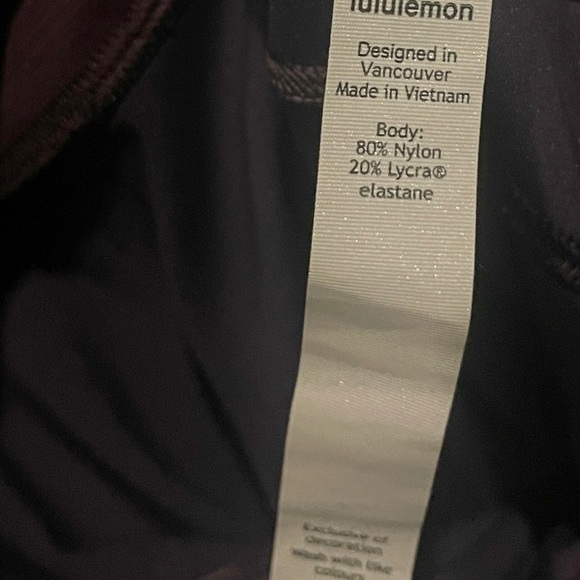 lululemon
Designed in
Vancouver
Made in Vietnam
Body:
80% Nylon
20% Lycra®
elastane
Exclusive of
decoration
wash with like
colours